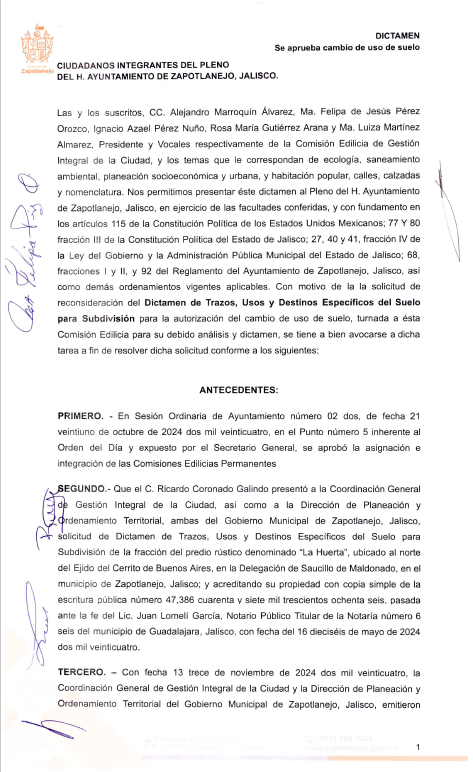 DICTAMEN
Se aprueba cambio de uso de suelo
Zapotlanejo
CIUDADANOS INTEGRANTES DEL PLENO
DEL H. AYUNTAMIENTO DE ZAPOTLANEJO, JALISCO.
Las y los suscritos, CC. Alejandro Marroquín Álvarez, Ma. Felipa de Jesús Pérez
Orozco, Ignacio Azael Pérez Nuño, Rosa María Gutiérrez Arana y Ma. Luiza Martínez
Almarez, Presidente y Vocales respectivamente de la Comisión Edilicia de Gestión
Integral de la Ciudad, y los temas que le correspondan de ecología, saneamiento
ambiental, planeación socioeconómica y urbana, y habitación popular, calles, calzadas
y nomenclatura. Nos permitimos presentar éste dictamen al Pleno del H. Ayuntamiento
de Zapotlanejo, Jalisco, en ejercicio de las facultades conferidas, y con fundamento en
los artículos 115 de la Constitución Política de los Estados Unidos Mexicanos; 77 Y 80
fracción III de la Constitución Política del Estado de Jalisco; 27, 40 y 41, fracción IV de
la Ley del Gobierno y la Administración Pública Municipal del Estado de Jalisco; 68,
fracciones I y II, y 92 del Reglamento del Ayuntamiento de Zapotlanejo, Jalisco, así
como demás ordenamientos vigentes aplicables. Con motivo de la la solicitud de
reconsideración del Dictamen de Trazos, Usos y Destinos Específicos del Suelo
para Subdivisión para la autorización del cambio de uso de suelo, turnada a ésta
Comisión Edilicia para su debido análisis y dictamen, se tiene a bien avocarse a dicha
tarea a fin de resolver dicha solicitud conforme a los siguientes:
ANTECEDENTES:
PRIMERO. - En Sesión Ordinaria de Ayuntamiento número 02 dos, de fecha 21
veintiuno de octubre de 2024 dos mil veinticuatro, en el Punto número 5 inherente al
Orden del Día y expuesto por el Secretario General, se aprobó la asignación e
integración de las Comisiones Edilicias Permanentes
SEGUNDO.- Que el C. Ricardo Coronado Galindo presentó a la Coordinación General
de Gestión Integral de la Ciudad, así como a la Dirección de Planeación y
Ordenamiento Territorial, ambas del Gobierno Municipal de Zapotlanejo, Jalisco,
solicitud de Dictamen de Trazos, Usos y Destinos Específicos del Suelo para
Subdivisión de la fracción del predio rústico denominado "La Huerta", ubicado al norte
del Ejido del Cerrito de Buenos Aires, en la Delegación de Saucillo de Maldonado, en el
municipio de Zapotlanejo, Jalisco; y acreditando su propiedad con copia simple de la
escritura pública número 47,386 cuarenta y siete mil trescientos ochenta seis, pasada
ante la fe del Lic. Juan Lomelí García, Notario Público Titular de la Notaría número 6
seis del municipio de Guadalajara, Jalisco, con fecha del 16 dieciséis de mayo de 2024
dos mil veinticuatro.
TERCERO. – Con fecha 13 trece de noviembre de 2024 dos mil veinticuatro, la
Coordinación General de Gestión Integral de la Ciudad y la Dirección de Planeación y
Ordenamiento Territorial del Gobierno Municipal de Zapotlanejo, Jalisco, emitieron
1